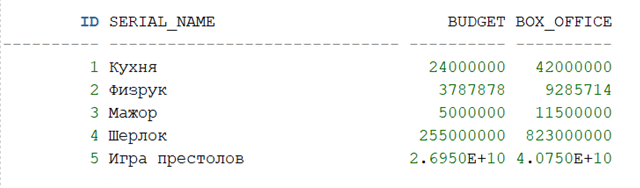 ID SERIAL_NAME BUDGET BOX_OFFICE
---------- ------------------------------ ---------- ----------
1 Кухня 24000000 42000000
2 Физрук 3787878 9285714
3 Мажор 5000000 11500000
4 Шерлок 255000000 823000000
5 Игра престолов 2.6950E+10 4.0750E+10